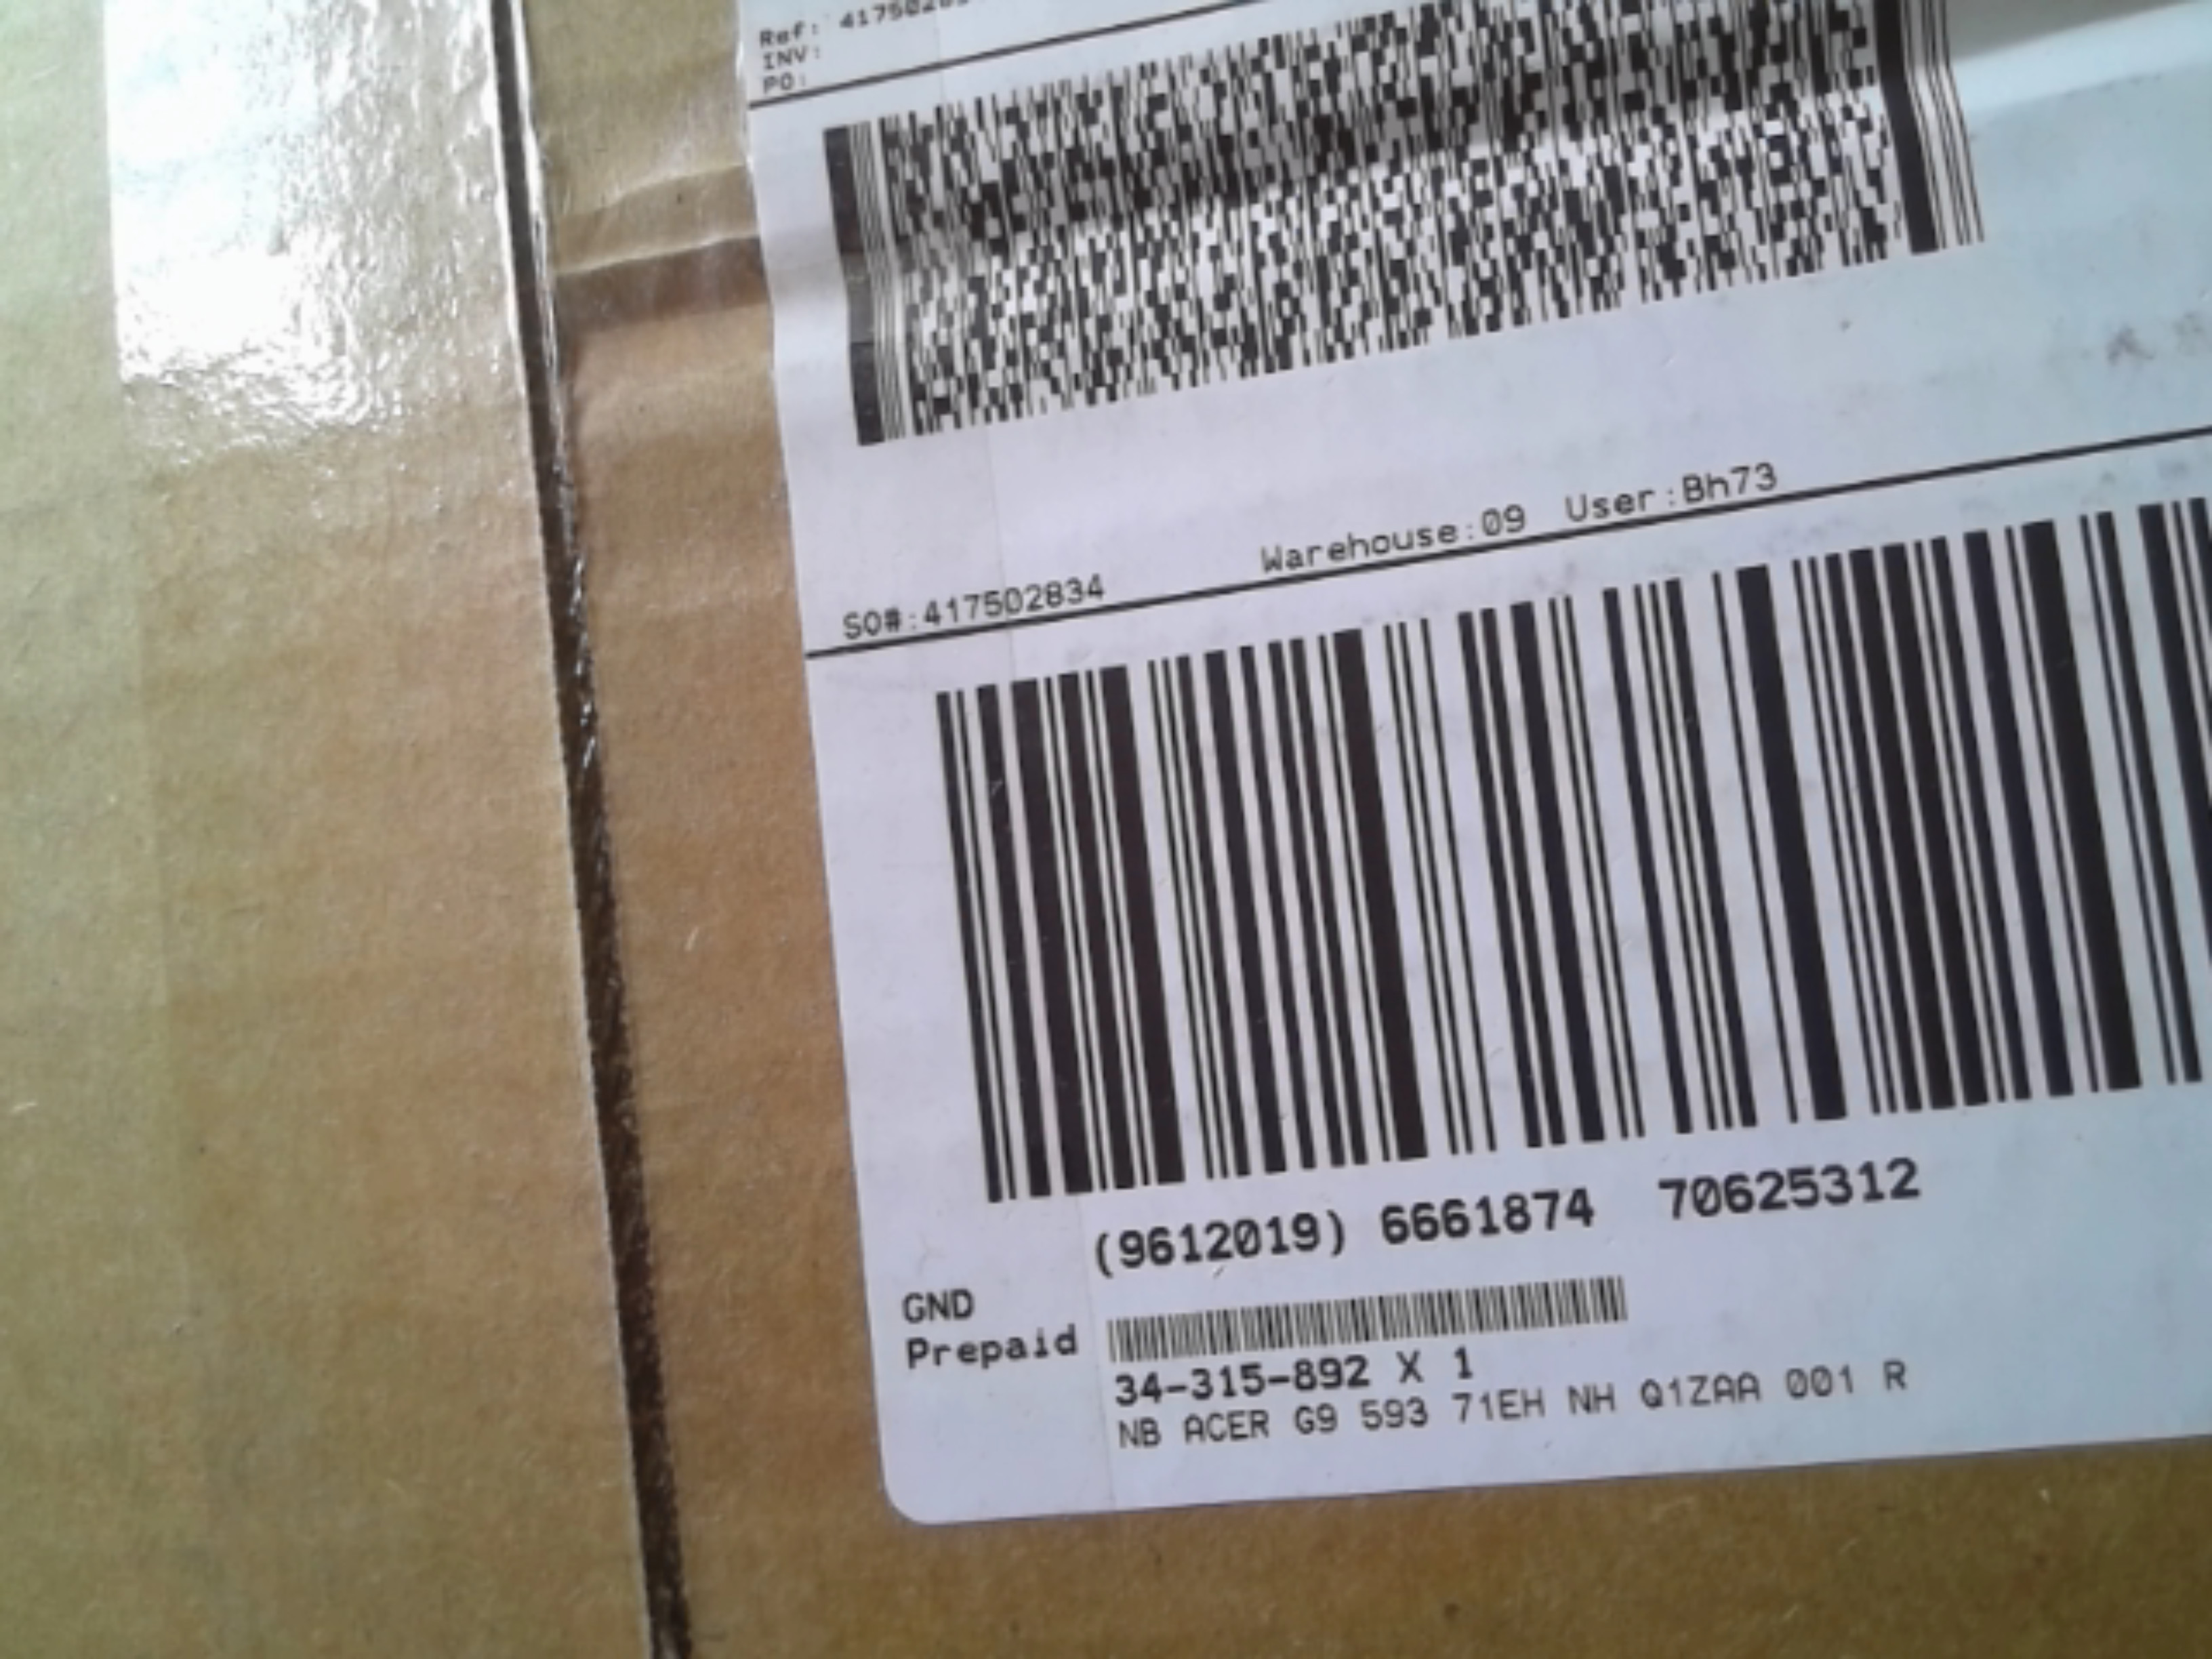 Ref:
INV:
PO:
SO#:417502834 Warehouse:09 User:Bh73
(9612019) 6661874 70625312
GND
Prepaid
34-315-892 X 1
NB ACER G9 593 71EH NH Q1ZAA 001 R